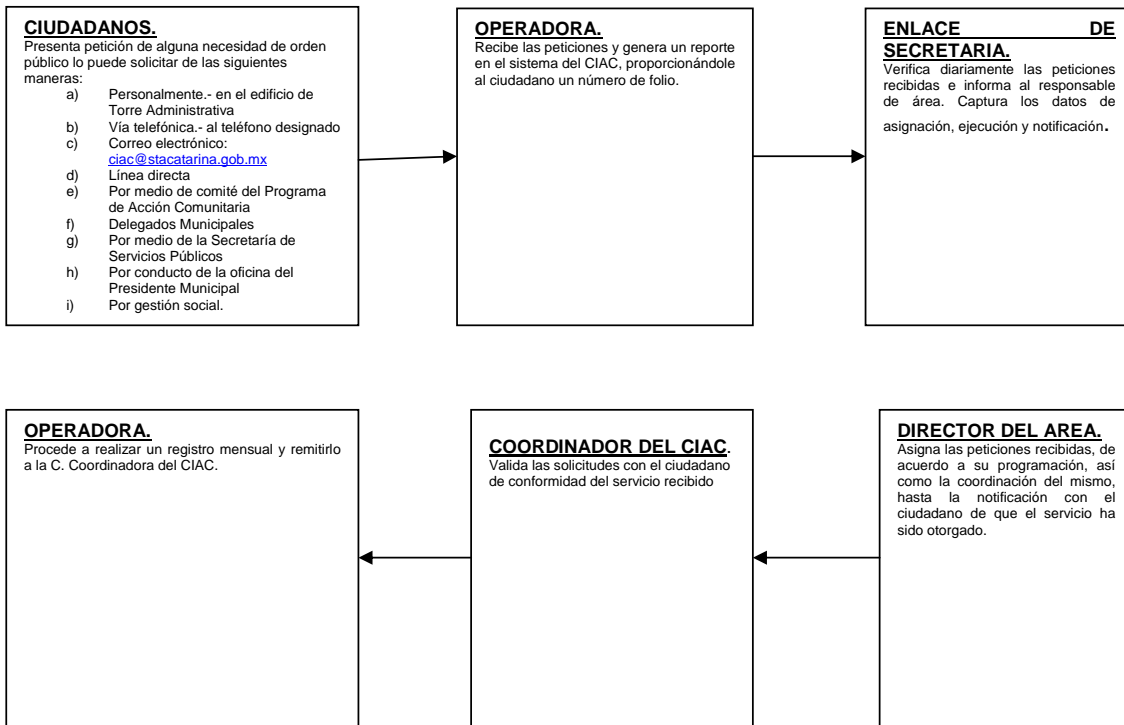 CIUDADANOS.
Presenta petición de alguna necesidad de orden
público lo puede solicitar de las siguientes
maneras:
a) Personalmente.- en el edificio de
Torre Administrativa
b) Vía telefónica.- al teléfono designado
c) Correo electrónico:
ciac@stacatarina.gob.mx
d) Línea directa
e) Por medio de comité del Programa
de Acción Comunitaria
f) Delegados Municipales
g) Por medio de la Secretaría de
Servicios Públicos
h) Por conducto de la oficina del
Presidente Municipal
i) Por gestión social.
OPERADORA.
Recibe las peticiones y genera un reporte
en el sistema del CIAC, proporcionándole
al ciudadano un número de folio.
ENLACE DE
SECRETARIA.
Verifica diariamente las peticiones
recibidas e informa al responsable
de área. Captura los datos de
asignación, ejecución y notificación.
OPERADORA.
Procede a realizar un registro mensual y remitirlo
a la C. Coordinadora del CIAC.
COORDINADOR DEL CIAC.
Valida las solicitudes con el ciudadano
de conformidad del servicio recibido
DIRECTOR DEL AREA.
Asigna las peticiones recibidas, de
acuerdo a su programación, así
como la coordinación del mismo,
hasta la notificación con el
ciudadano de que el servicio ha
sido otorgado.